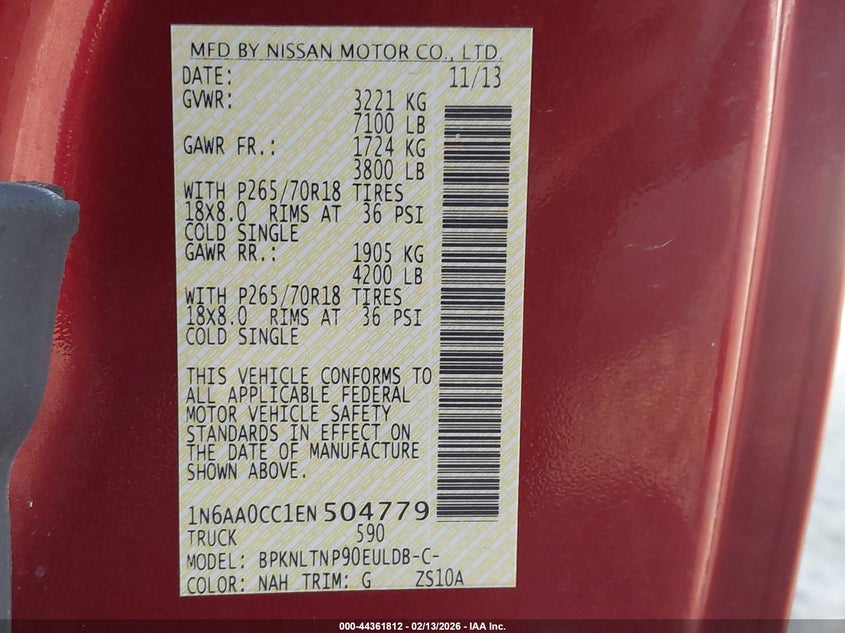 MFD BY NISSAN MOTOR CO., LTD.
DATE: 11/13
GVWR: 3221 KG
7100 LB
GAWR FR.: 1724 KG
3800 LB
WITH P265/70R18 TIRES
18X8.0 RIMS AT 36 PSI
COLD SINGLE
GAWR RR.: 1905 KG
4200 LB
WITH P265/70R18 TIRES
18X8.0 RIMS AT 36 PSI
COLD SINGLE
THIS VEHICLE CONFORMS TO
ALL APPLICABLE FEDERAL
MOTOR VEHICLE SAFETY
STANDARDS IN EFFECT ON
THE DATE OF MANUFACTURE
SHOWN ABOVE.
1N6AA0CC1EN504779
TRUCK 590
MODEL: BPKNLTNP90EULDB-C-
COLOR: NAH TRIM: G ZS10A
000-44361812 - 02/13/2026 - IAA Inc.